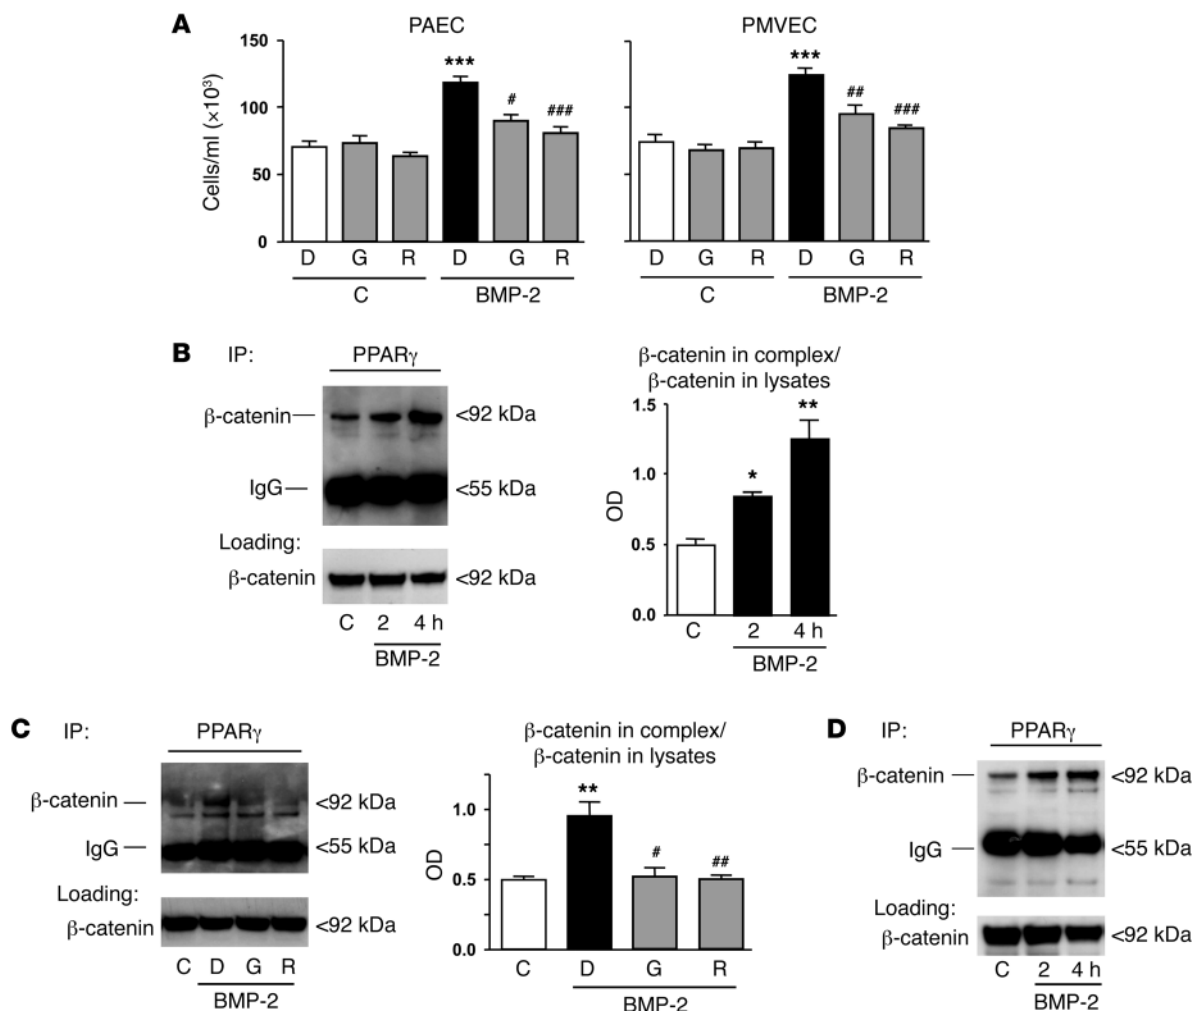 A
PAEC
PMVEC
Cells/ml (×10³)
150
100
50
0
***
#
###
***
##
###
D G R D G R
D G R D G R
C BMP-2
C BMP-2
B
IP: PPARγ
β-catenin <92 kDa
IgG <55 kDa
Loading:
β-catenin <92 kDa
C 2 4 h
BMP-2
β-catenin in complex/
β-catenin in lysates
OD
1.5
1.0
0.5
0.0
*
**
C 2 4 h
BMP-2
C
IP: PPARγ
β-catenin <92 kDa
IgG <55 kDa
Loading:
β-catenin <92 kDa
C D G R
BMP-2
β-catenin in complex/
β-catenin in lysates
OD
1.0
0.5
0.0
**
#
##
C D G R
BMP-2
D
IP: PPARγ
β-catenin <92 kDa
IgG <55 kDa
Loading:
β-catenin <92 kDa
C 2 4 h
BMP-2